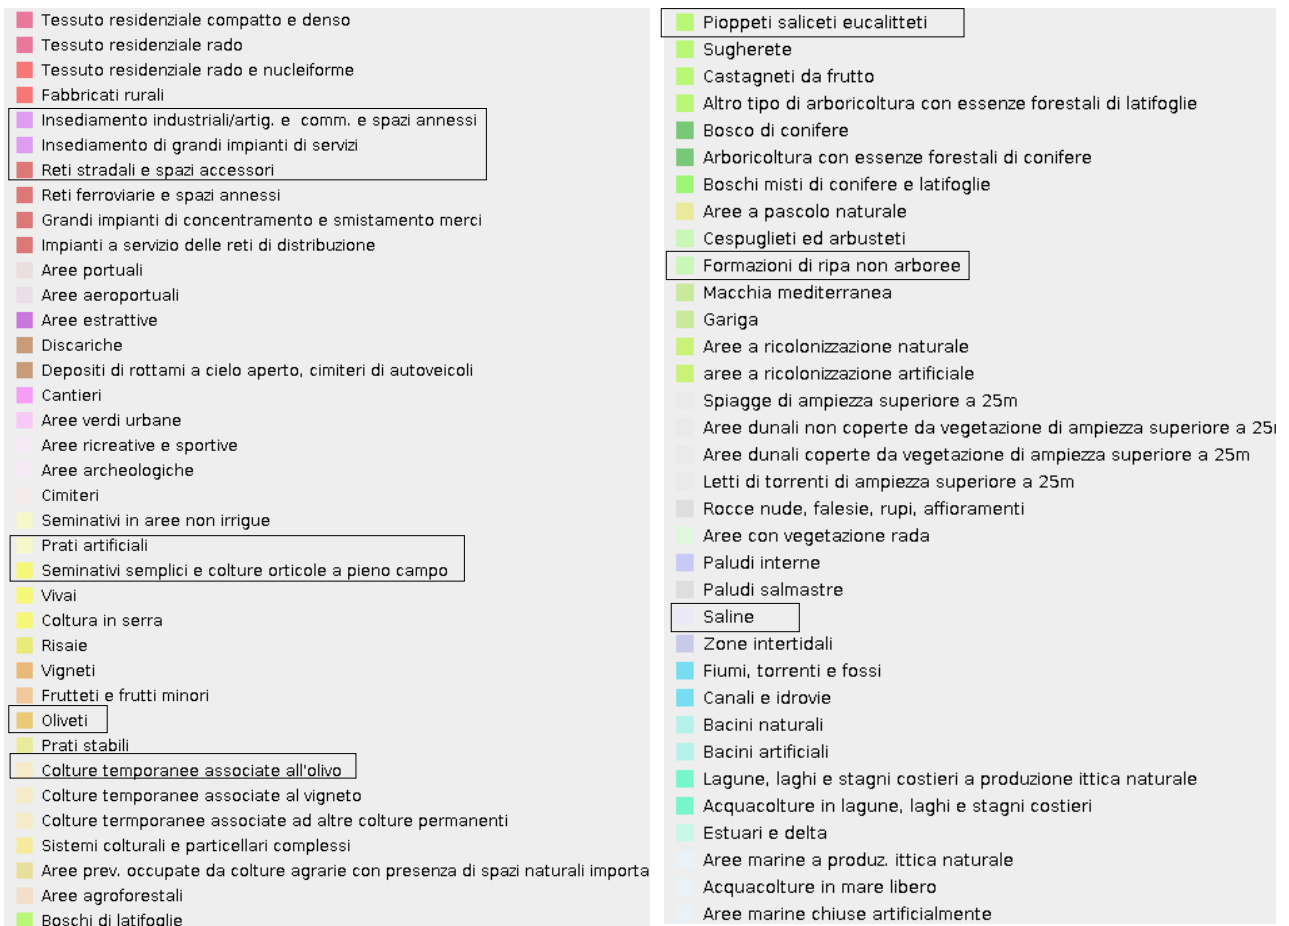 Tessuto residenziale compatto e denso
Tessuto residenziale rado
Tessuto residenziale rado e nucleiforme
Fabbricati rurali
Insediamento industriali/artig. e comm. e spazi annessi
Insediamento di grandi impianti di servizi
Reti stradali e spazi accessori
Reti ferroviarie e spazi annessi
Grandi impianti di concentramento e smistamento merci
Impianti a servizio delle reti di distribuzione
Aree portuali
Aree aeroportuali
Aree estrattive
Discariche
Depositi di rottami a cielo aperto, cimiteri di autoveicoli
Cantieri
Aree verdi urbane
Aree ricreative e sportive
Aree archeologiche
Cimiteri
Seminativi in aree non irrigue
Prati artificiali
Seminativi semplici e colture orticole a pieno campo
Vivai
Coltura in serra
Risaie
Vigneti
Frutteti e frutti minori
Oliveti
Prati stabili
Colture temporanee associate all'olivo
Colture temporanee associate al vigneto
Colture termporanee associate ad altre colture permanenti
Sistemi colturali e particellari complessi
Aree prev. occupate da colture agrarie con presenza di spazi naturali importa
Aree agroforestali
Boschi di latifoglie
Pioppeti saliceti eucalitteti
Sugherete
Castagneti da frutto
Altro tipo di arboricoltura con essenze forestali di latifoglie
Bosco di conifere
Arboricoltura con essenze forestali di conifere
Boschi misti di conifere e latifoglie
Aree a pascolo naturale
Cespuglieti ed arbusteti
Formazioni di ripa non arboree
Macchia mediterranea
Gariga
Aree a ricolonizzazione naturale
aree a ricolonizzazione artificiale
Spiagge di ampiezza superiore a 25m
Aree dunali non coperte da vegetazione di ampiezza superiore a 25m
Aree dunali coperte da vegetazione di ampiezza superiore a 25m
Letti di torrenti di ampiezza superiore a 25m
Rocce nude, falesie, rupi, affioramenti
Aree con vegetazione rada
Paludi interne
Paludi salmastre
Saline
Zone intertidali
Fiumi, torrenti e fossi
Canali e idrovie
Bacini naturali
Bacini artificiali
Lagune, laghi e stagni costieri a produzione ittica naturale
Acquacolture in lagune, laghi e stagni costieri
Estuari e delta
Aree marine a produz. ittica naturale
Acquacolture in mare libero
Aree marine chiuse artificialmente